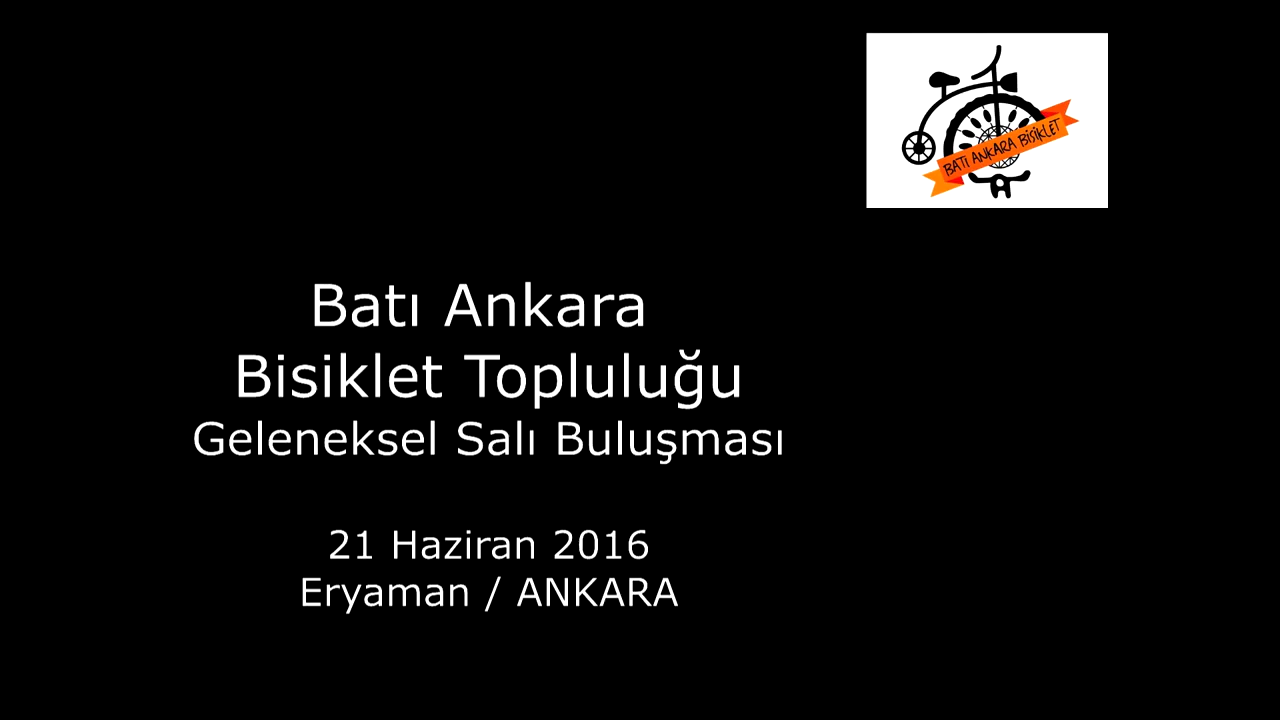 BATI ANKARA BİSİKLET
Batı Ankara
Bisiklet Topluluğu
Geleneksel Salı Buluşması
21 Haziran 2016
Eryaman / ANKARA